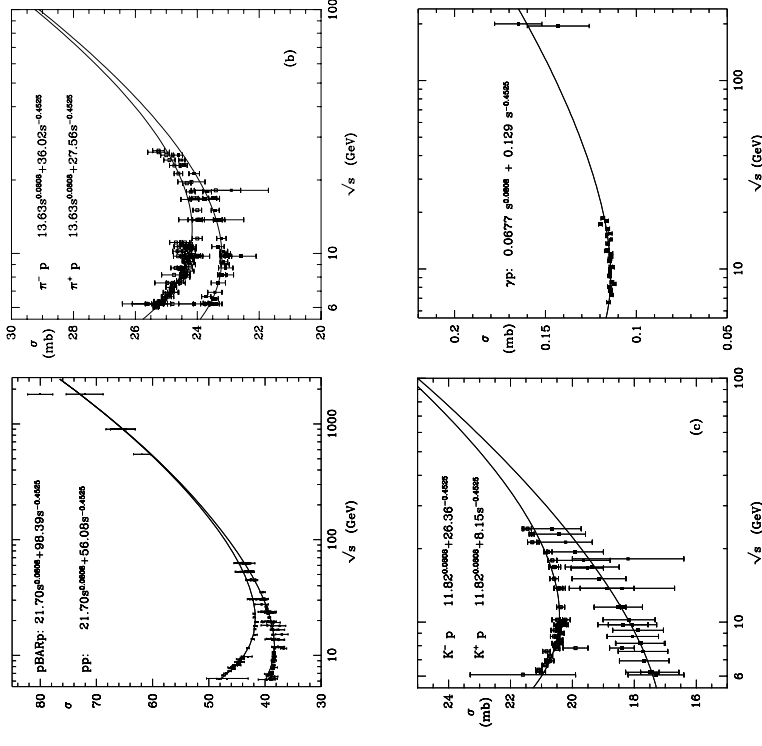 80
σ
pBARp: 21.70s^0.0808+98.39s^−0.4525
70
pp: 21.70s^0.0808+56.08s^−0.4525
60
50
40
30
10
100
1000
√s (GeV)
30
σ
(mb)
π⁻ p 13.63s^0.0808+36.02s^−0.4525
28
π⁺ p 13.63s^0.0808+27.56s^−0.4525
26
24
22
(b)
20
6
10
100
√s (GeV)
24
K⁻ p 11.82^0.0808+26.36^−0.4525
σ
(mb)
K⁺ p 11.82^0.0808+8.15s^−0.4525
22
20
18
16
(c)
6
10
100
√s (GeV)
0.2
σ
(mb)
γp: 0.0677 s^0.0808 + 0.129 s^−0.4525
0.15
0.1
0.05
10
100
√s (GeV)